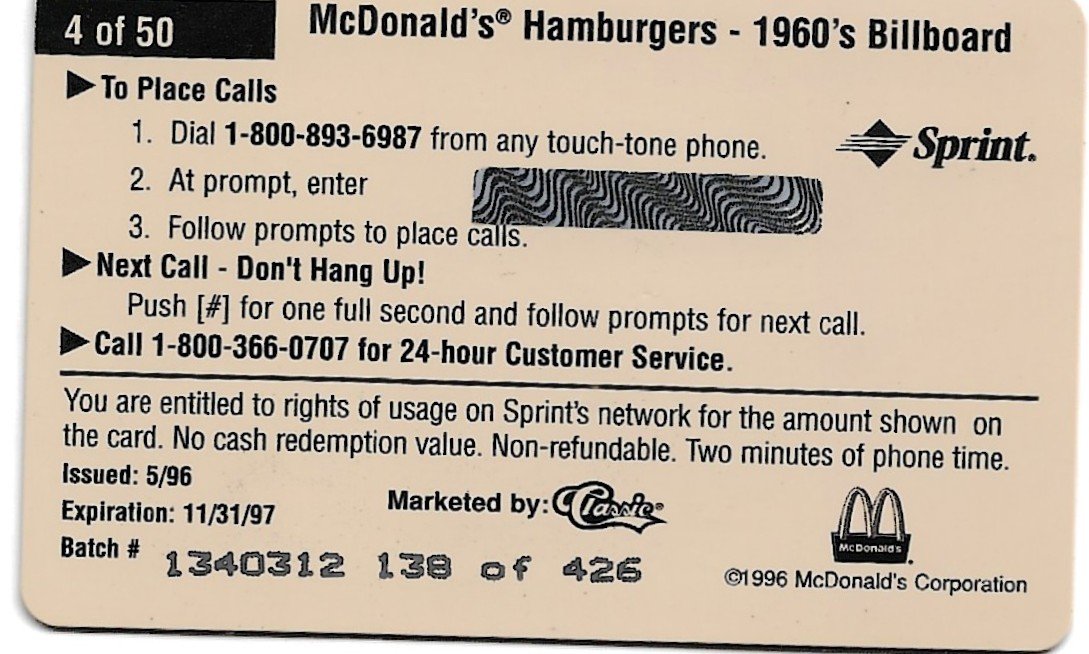 4 of 50
McDonald's® Hamburgers - 1960's Billboard
▶To Place Calls
1. Dial 1-800-893-6987 from any touch-tone phone.
Sprint®
2. At prompt, enter
3. Follow prompts to place calls.
▶Next Call - Don't Hang Up!
Push [#] for one full second and follow prompts for next call.
▶Call 1-800-366-0707 for 24-hour Customer Service.
You are entitled to rights of usage on Sprint's network for the amount shown on
the card. No cash redemption value. Non-refundable. Two minutes of phone time.
Issued: 5/96
Expiration: 11/31/97
Marketed by: Classic®
McDonald's®
Batch # 1340312 138 of 426
©1996 McDonald's Corporation